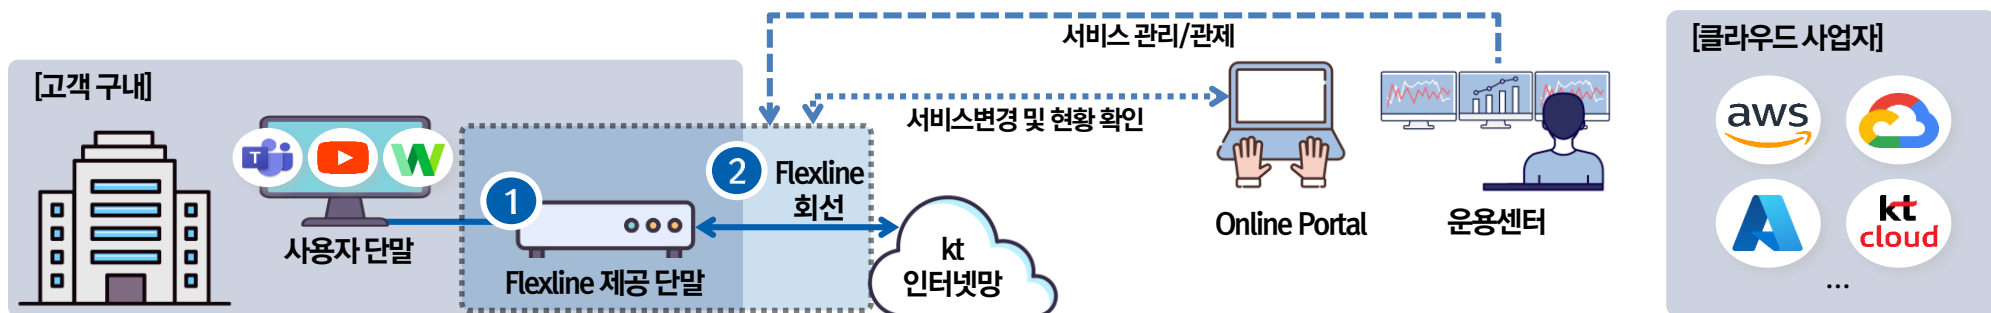 [고객 구내]
T
W
사용자 단말
1
Flexline 제공 단말
2
Flexline
회선
kt
인터넷망
서비스 관리/관제
서비스변경 및 현황 확인
Online Portal
운용센터
[클라우드 사업자]
aws
kt
cloud
...